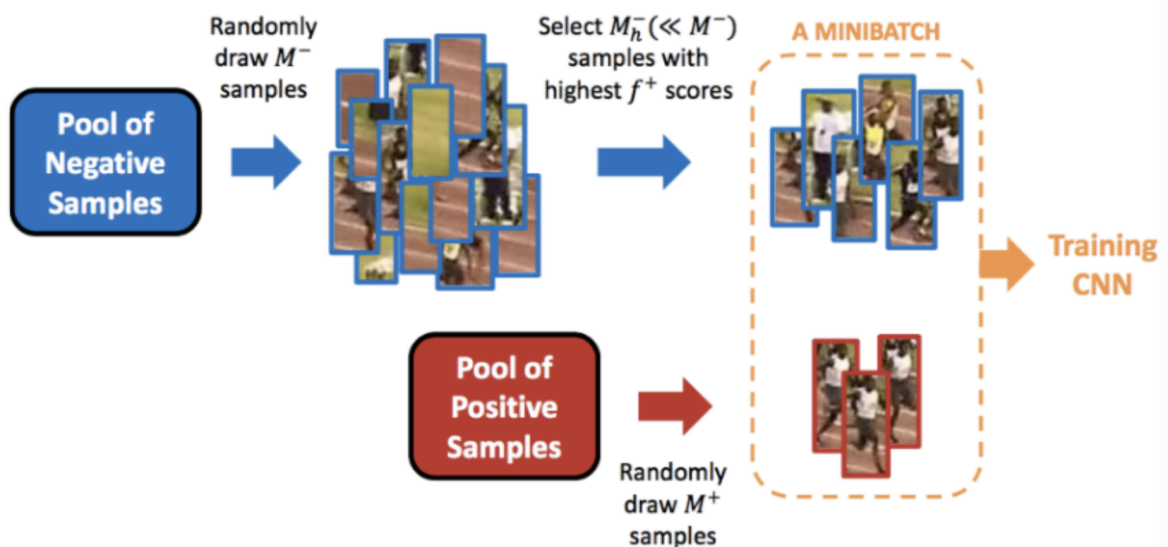 Pool of
Negative
Samples
Randomly
draw M⁻
samples
Select M_h⁻(≪ M⁻)
samples with
highest f⁺ scores
A MINIBATCH
Training
CNN
Pool of
Positive
Samples
Randomly
draw M⁺
samples